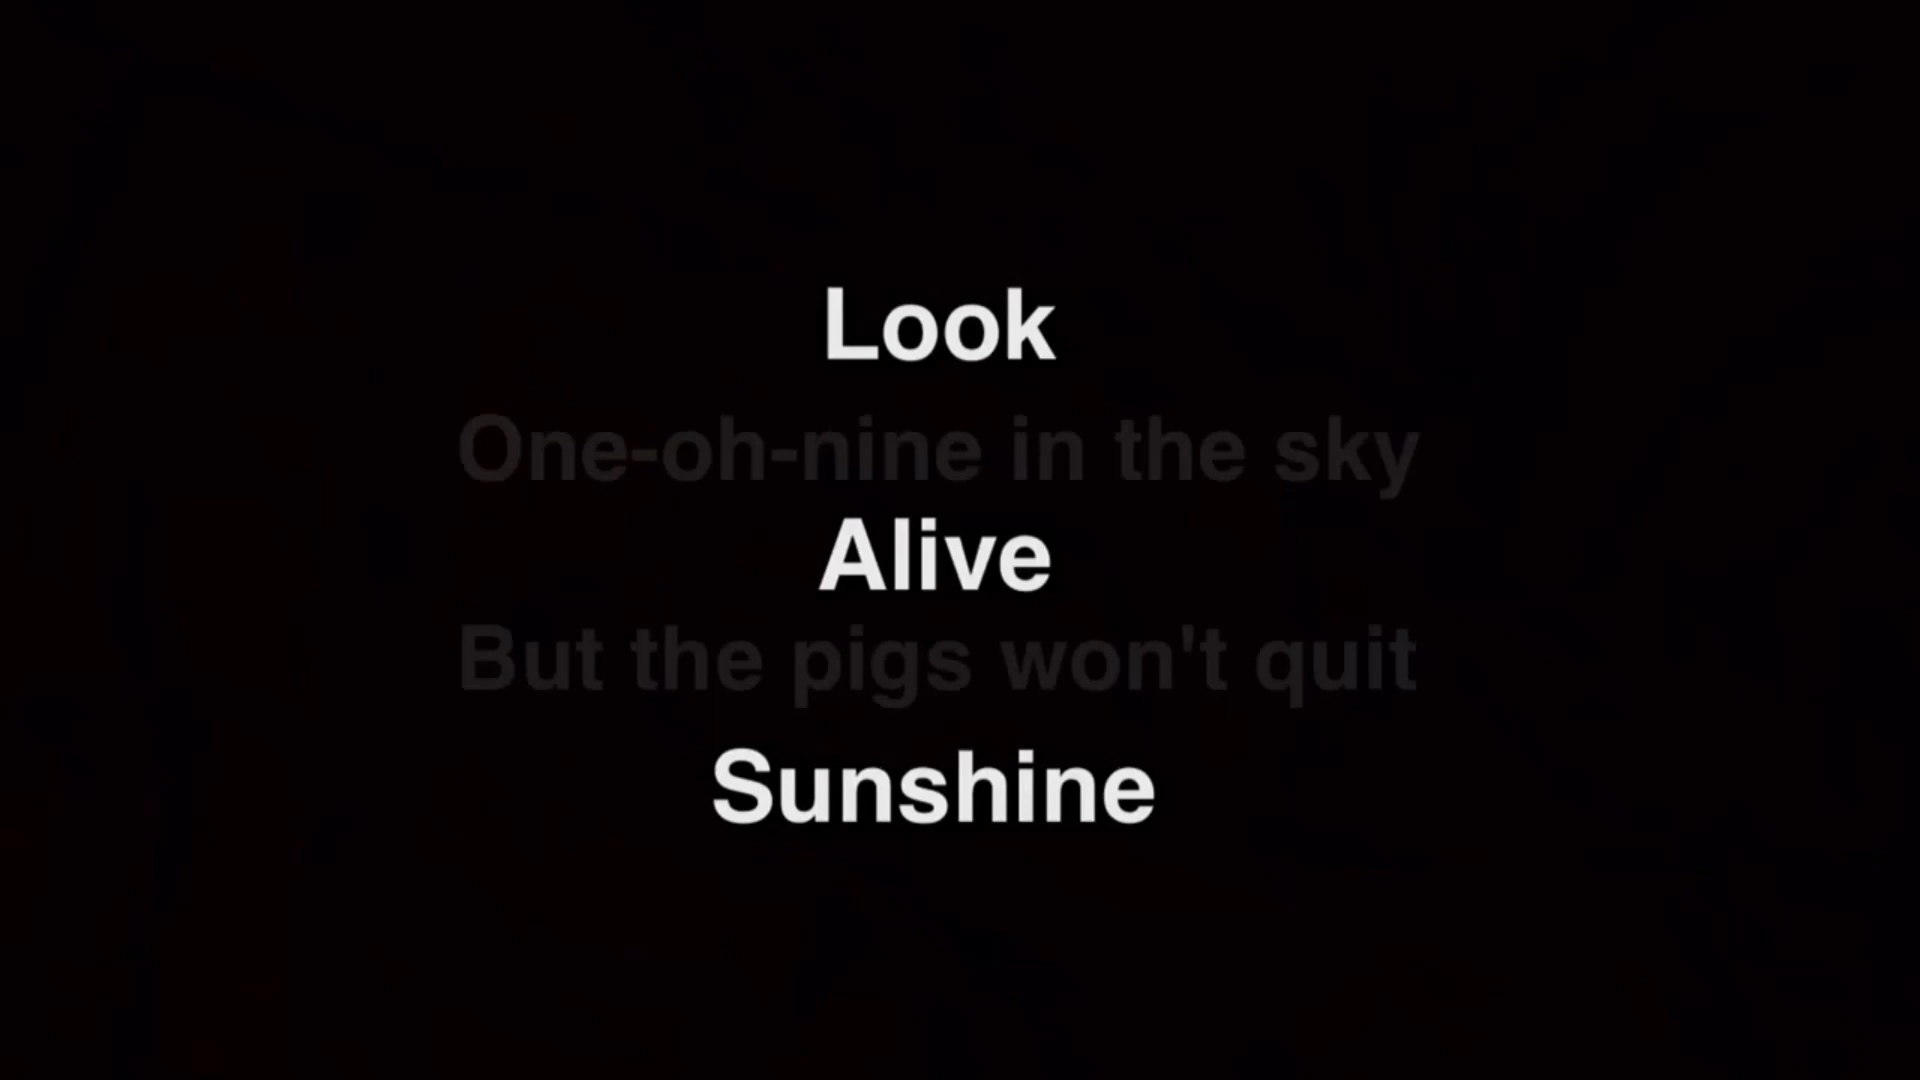 Look
One-oh-nine in the sky
Alive
But the pigs won't quit
Sunshine